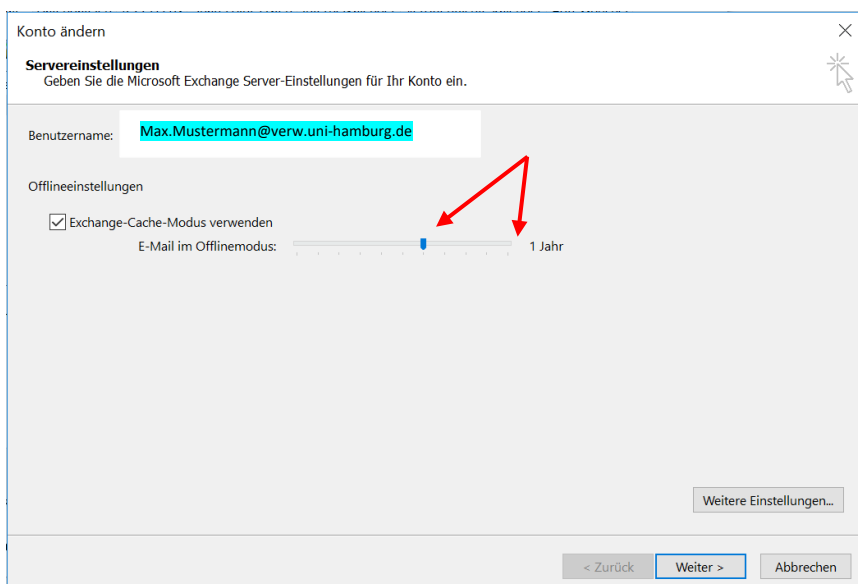 Konto ändern
Servereinstellungen
Geben Sie die Microsoft Exchange Server-Einstellungen für Ihr Konto ein.
Benutzername: Max.Mustermann@verw.uni-hamburg.de
Offlineeinstellungen
Exchange-Cache-Modus verwenden
E-Mail im Offlinemodus: 1 Jahr
Weitere Einstellungen...
< Zurück Weiter > Abbrechen